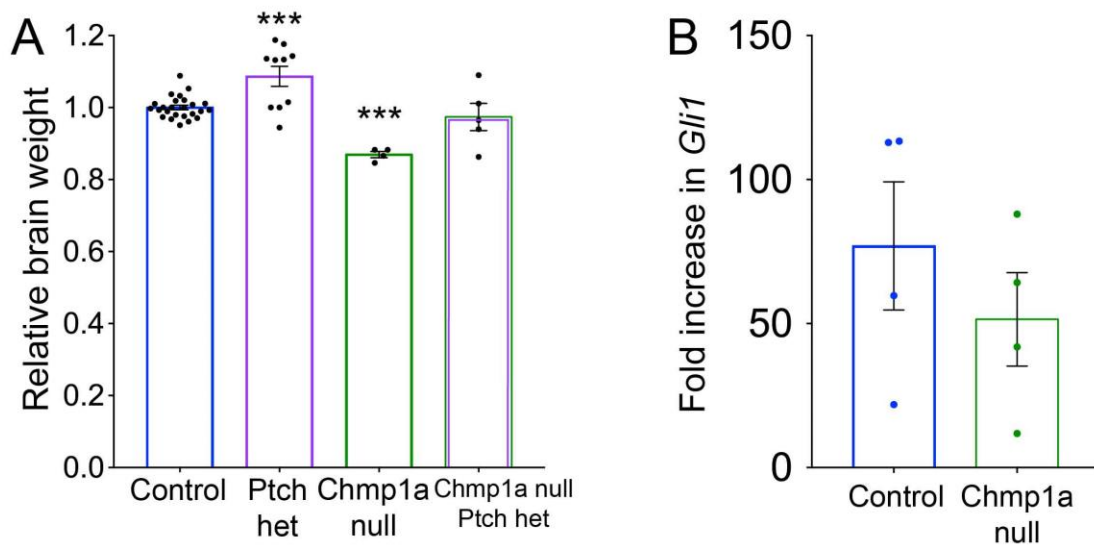 A
Relative brain weight
1.2
1.0
0.8
0.6
0.4
0.2
0.0
***
***
Control
Ptch
het
Chmp1a
null
Chmp1a null
Ptch het
B
Fold increase in Gli1
150
100
50
0
Control
Chmp1a
null